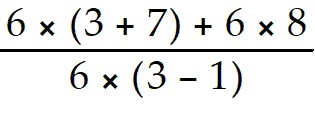 6 × (3 + 7) + 6 × 8
6 × (3 − 1)